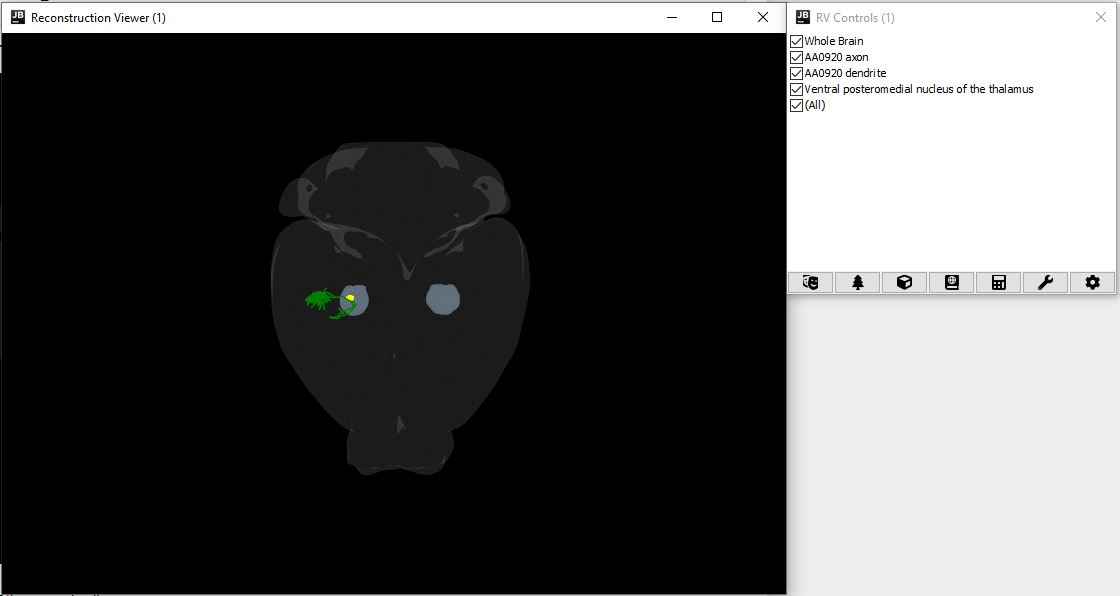 JB Reconstruction Viewer (1)
JB RV Controls (1)
Whole Brain
AA0920 axon
AA0920 dendrite
Ventral posteromedial nucleus of the thalamus
(All)